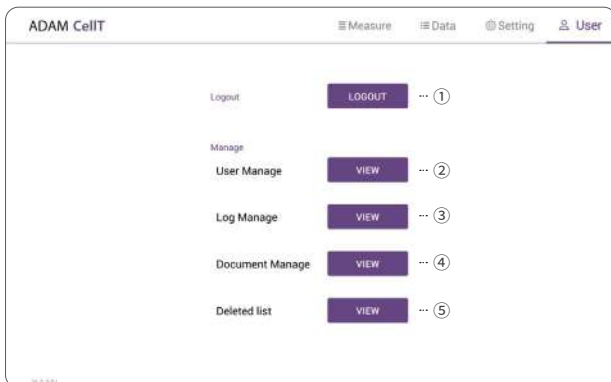 ADAM CellT Measure Data Setting User
Logout LOGOUT ... ①
Manage
User Manage VIEW ... ②
Log Manage VIEW ... ③
Document Manage VIEW ... ④
Deleted list VIEW ... ⑤